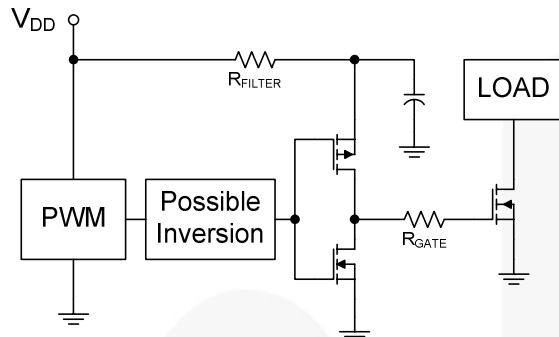 VDD
RFILTER
LOAD
PWM
Possible
Inversion
RGATE